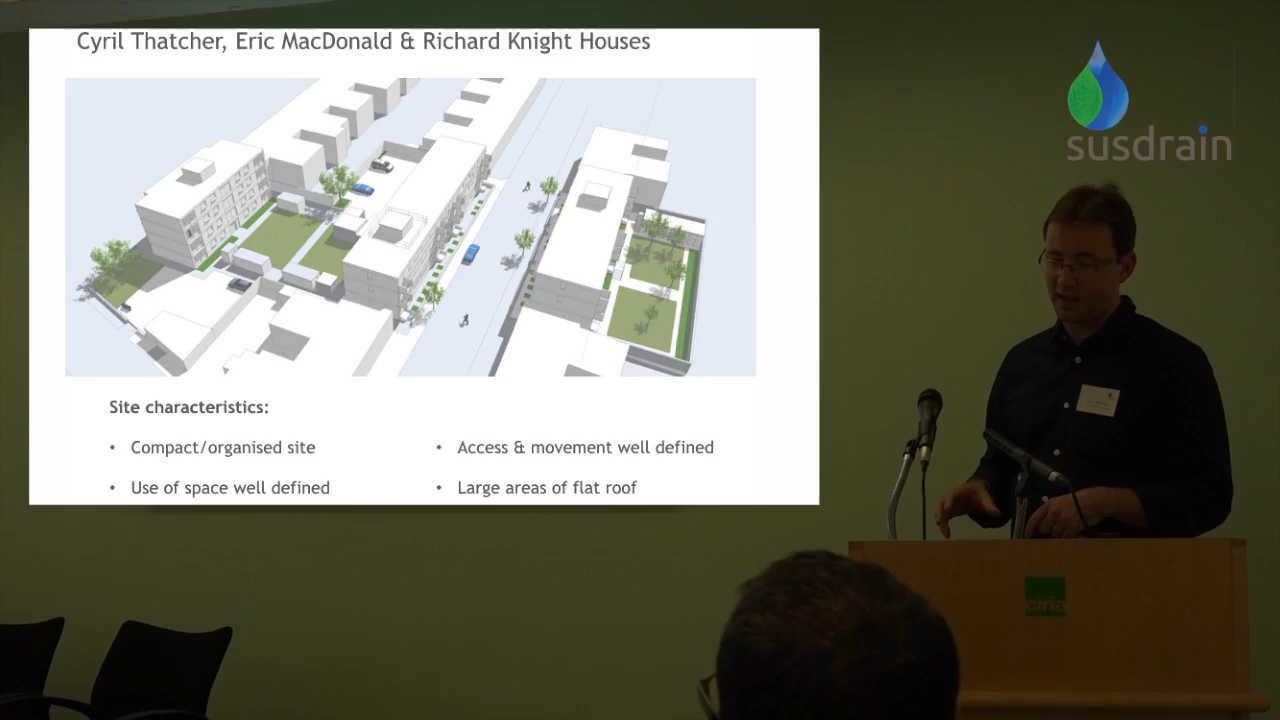 Cyril Thatcher, Eric MacDonald & Richard Knight Houses
Site characteristics:
• Compact/organised site
• Use of space well defined
• Access & movement well defined
• Large areas of flat roof
susdrain
ciria